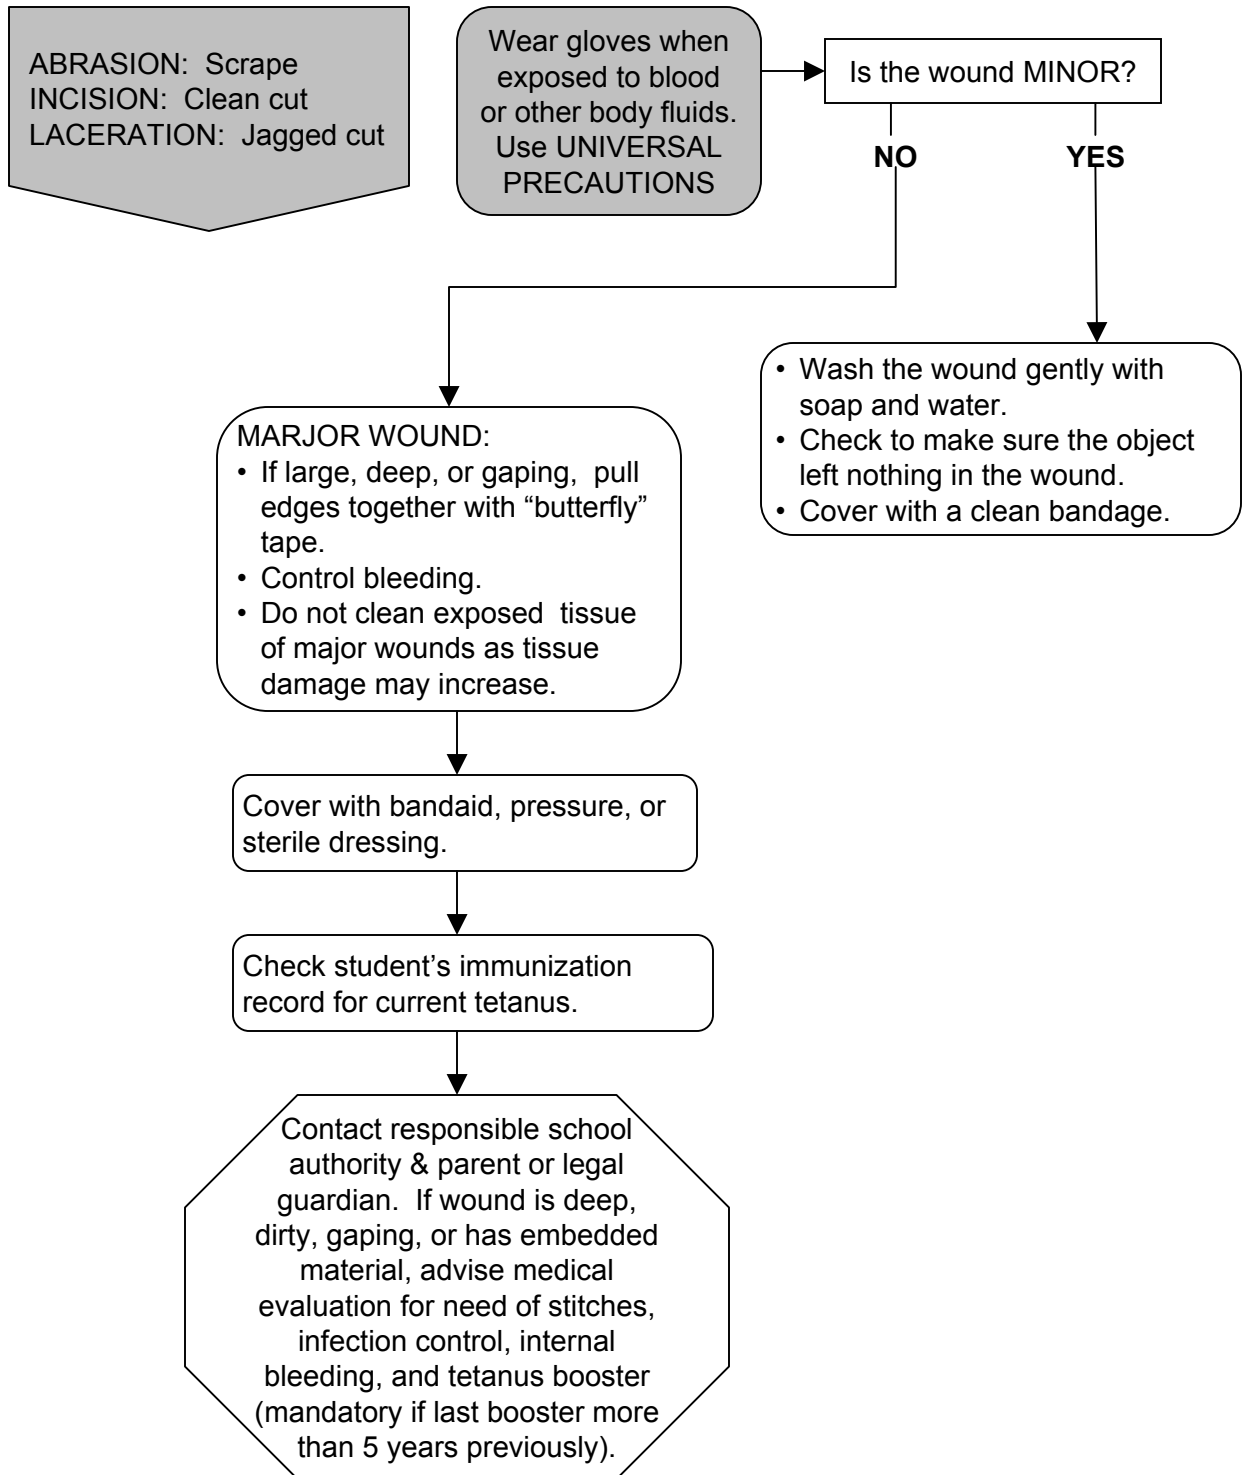 ABRASION: Scrape
INCISION: Clean cut
LACERATION: Jagged cut
Wear gloves when
exposed to blood
or other body fluids.
Use UNIVERSAL
PRECAUTIONS
Is the wound MINOR?
NO
YES
• Wash the wound gently with
soap and water.
• Check to make sure the object
left nothing in the wound.
• Cover with a clean bandage.
MARJOR WOUND:
• If large, deep, or gaping, pull
edges together with “butterfly”
tape.
• Control bleeding.
• Do not clean exposed tissue
of major wounds as tissue
damage may increase.
Cover with bandaid, pressure, or
sterile dressing.
Check student’s immunization
record for current tetanus.
Contact responsible school
authority & parent or legal
guardian. If wound is deep,
dirty, gaping, or has embedded
material, advise medical
evaluation for need of stitches,
infection control, internal
bleeding, and tetanus booster
(mandatory if last booster more
than 5 years previously).